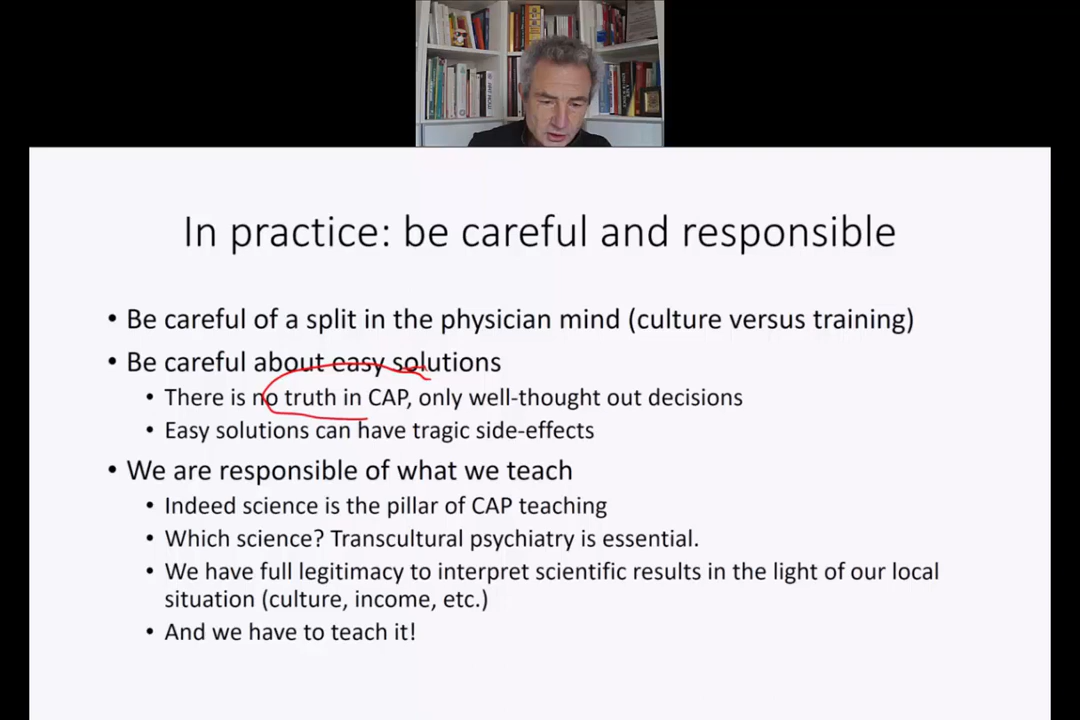 In practice: be careful and responsible
• Be careful of a split in the physician mind (culture versus training)
• Be careful about easy solutions
• There is no truth in CAP, only well-thought out decisions
• Easy solutions can have tragic side-effects
• We are responsible of what we teach
• Indeed science is the pillar of CAP teaching
• Which science? Transcultural psychiatry is essential.
• We have full legitimacy to interpret scientific results in the light of our local
situation (culture, income, etc.)
• And we have to teach it!